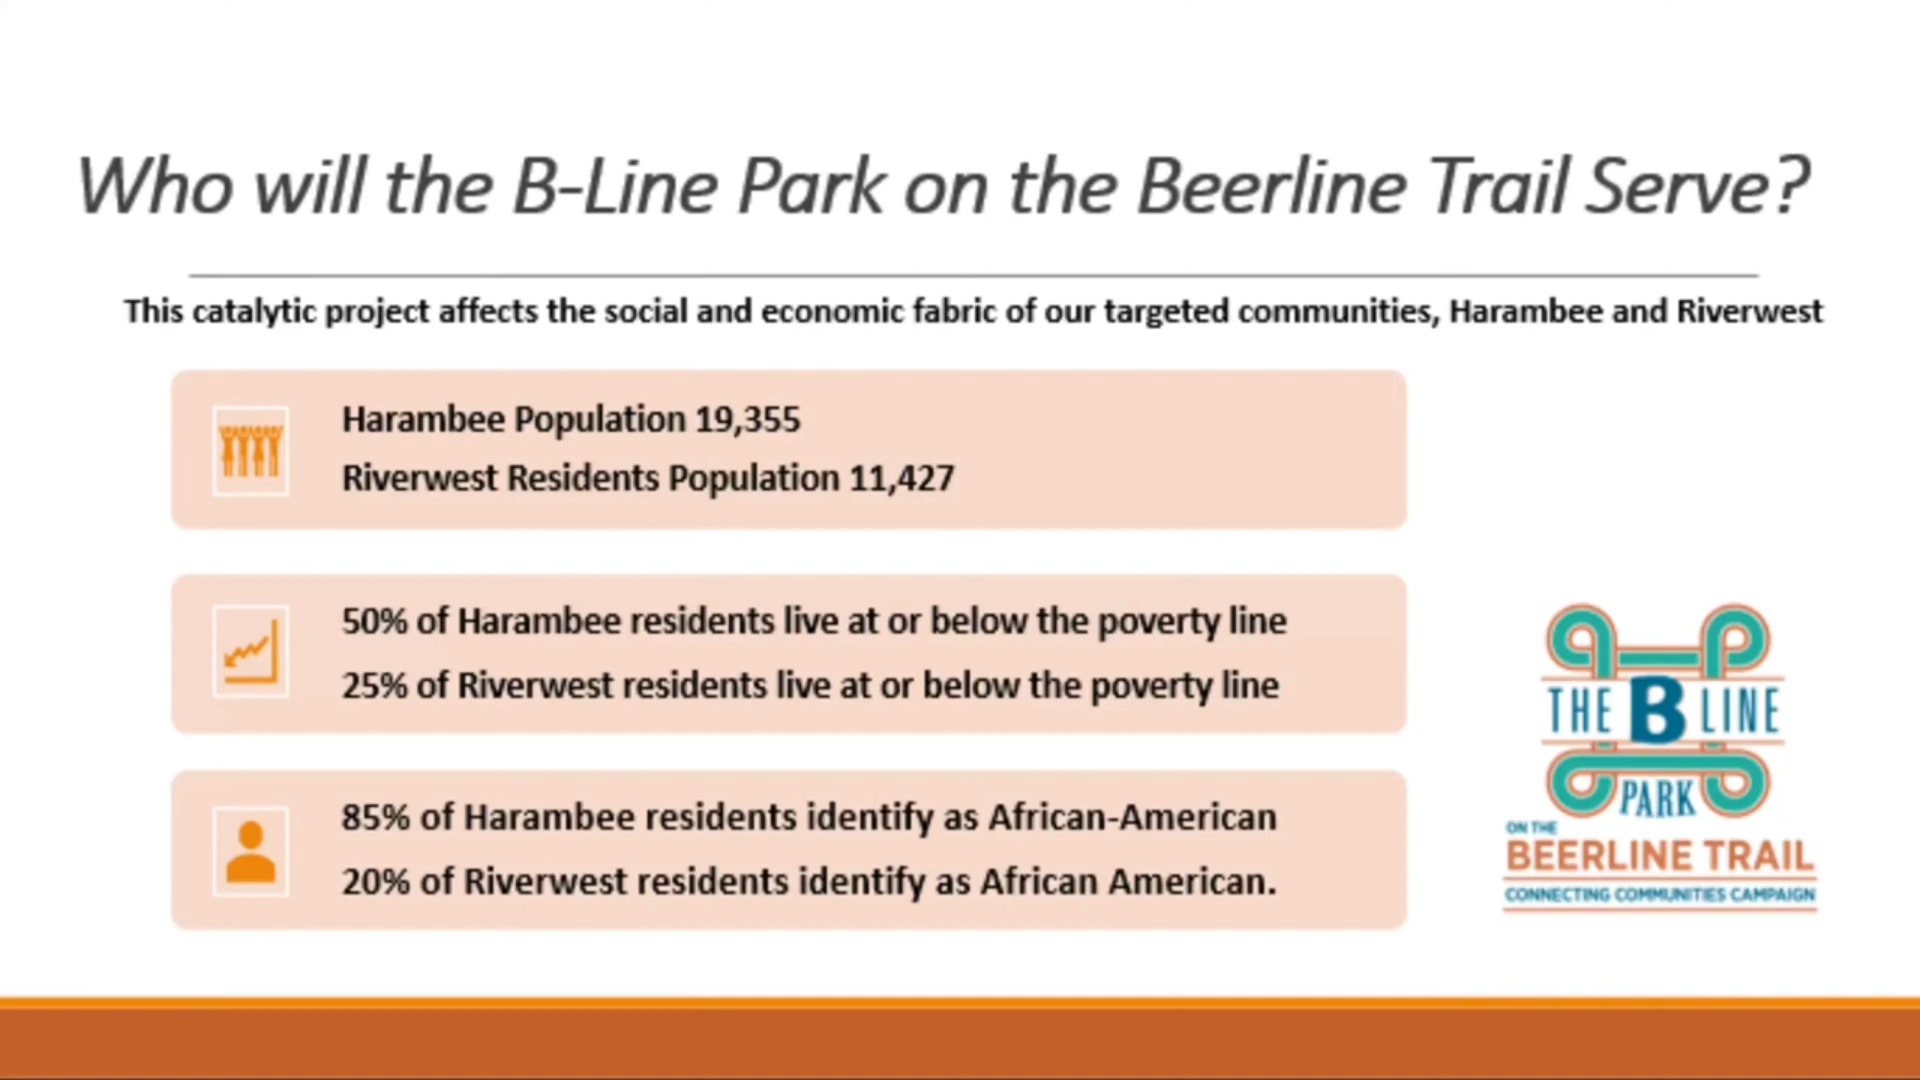 Who will the B-Line Park on the Beerline Trail Serve?
This catalytic project affects the social and economic fabric of our targeted communities, Harambee and Riverwest
Harambee Population 19,355
Riverwest Residents Population 11,427
50% of Harambee residents live at or below the poverty line
25% of Riverwest residents live at or below the poverty line
85% of Harambee residents identify as African-American
20% of Riverwest residents identify as African American.
THE B LINE
PARK
ON THE
BEERLINE TRAIL
CONNECTING COMMUNITIES CAMPAIGN